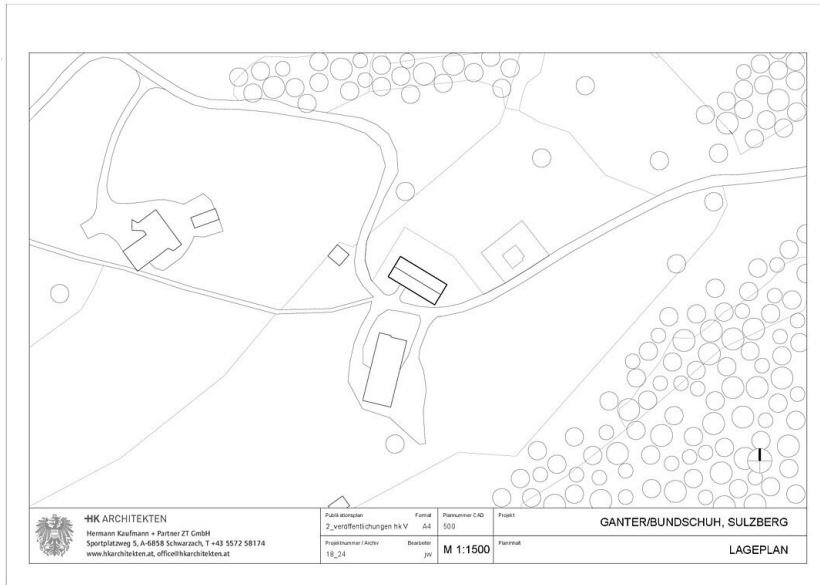 HK ARCHITEKTEN
Hermann Kaufmann + Partner ZT GmbH
Sportplatzweg 5, A-6858 Schwarzach, T +43 5572 58174
www.hkarchitekten.at, office@hkarchitekten.at
Publikationsplan Format Plannummer CAD Projekt
2_veröffentlichungen hk V A4 500 GANTER/BUNDSCHUH, SULZBERG
Projektnummer / Archiv Bearbeiter Planinhalt
18_24 jw M 1:1500 LAGEPLAN